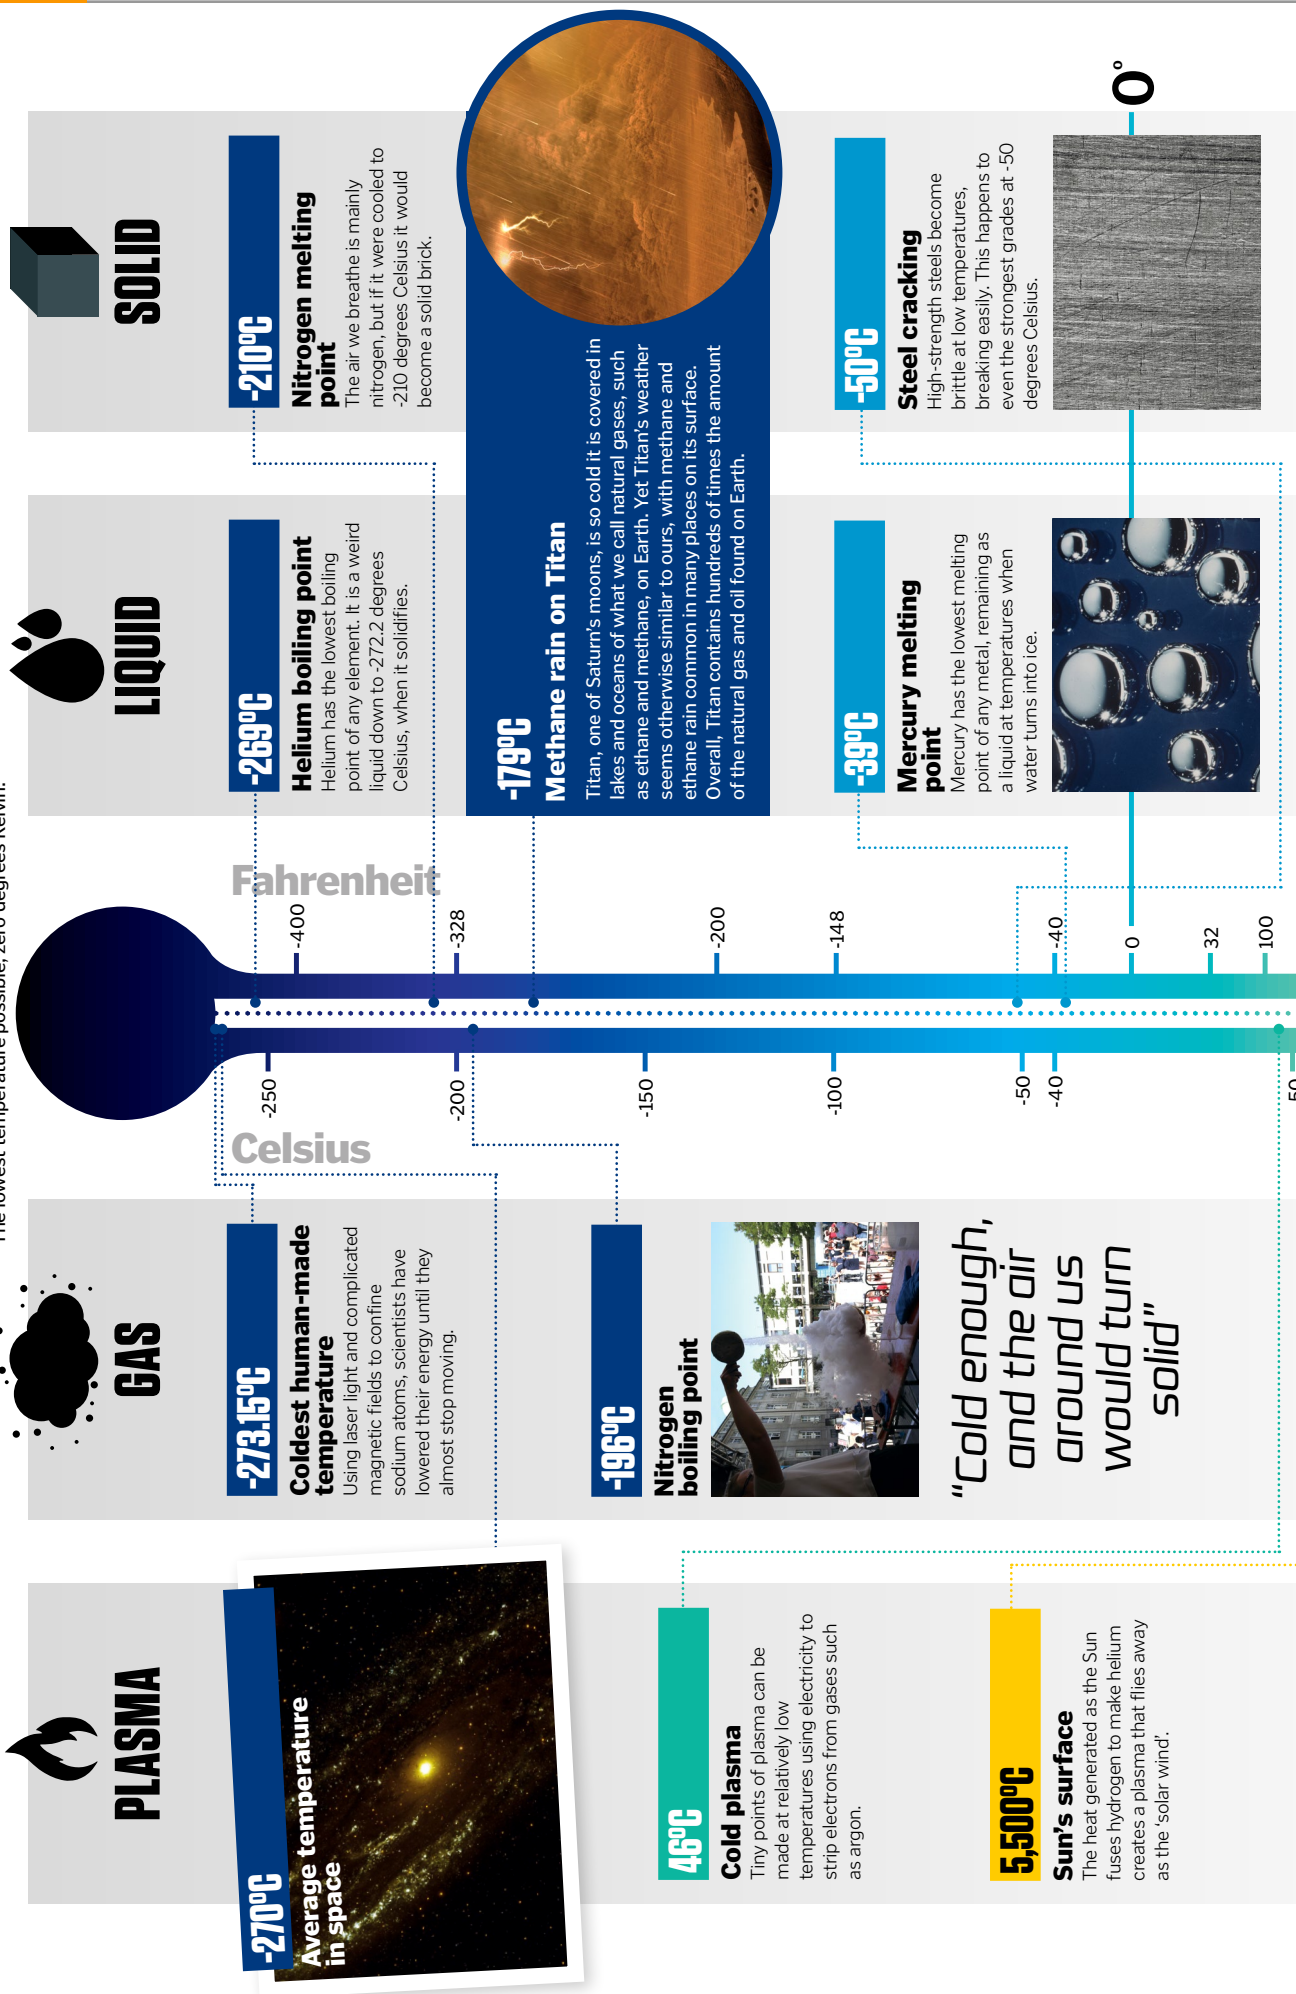 The lowest temperature possible, zero degrees Kelvin.
PLASMA
GAS
LIQUID
SOLID
-270ºC
Average temperature
in space
-273.15ºC
Coldest human-made
temperature
Using laser light and complicated
magnetic fields to confine
sodium atoms, scientists have
lowered their energy until they
almost stop moving.
Celsius
Fahrenheit
-269ºC
Helium boiling point
Helium has the lowest boiling
point of any element. It is a weird
liquid down to -272.2 degrees
Celsius, when it solidifies.
-210ºC
Nitrogen melting
point
The air we breathe is mainly
nitrogen, but if it were cooled to
-210 degrees Celsius it would
become a solid brick.
-179ºC
Methane rain on Titan
Titan, one of Saturn's moons, is so cold it is covered in
lakes and oceans of what we call natural gases, such
as ethane and methane, on Earth. Yet Titan's weather
seems otherwise similar to ours, with methane and
ethane rain common in many places on its surface.
Overall, Titan contains hundreds of times the amount
of the natural gas and oil found on Earth.
-196ºC
Nitrogen
boiling point
"Cold enough,
and the air
around us
would turn
solid"
46ºC
Cold plasma
Tiny points of plasma can be
made at relatively low
temperatures using electricity to
strip electrons from gases such
as argon.
5,500ºC
Sun's surface
The heat generated as the Sun
fuses hydrogen to make helium
creates a plasma that flies away
as the 'solar wind'.
-39ºC
Mercury melting
point
Mercury has the lowest melting
point of any metal, remaining as
a liquid at temperatures when
water turns into ice.
-50ºC
Steel cracking
High-strength steels become
brittle at low temperatures,
breaking easily. This happens to
even the strongest grades at -50
degrees Celsius.
0º
-250
-200
-150
-100
-50
-40
50
-400
-328
-200
-148
-40
0
32
100